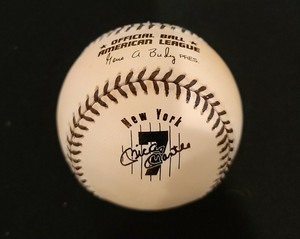 OFFICIAL BALL
AMERICAN LEAGUE
Gene A Budig PRES.
New York
7
Mickey Mantle